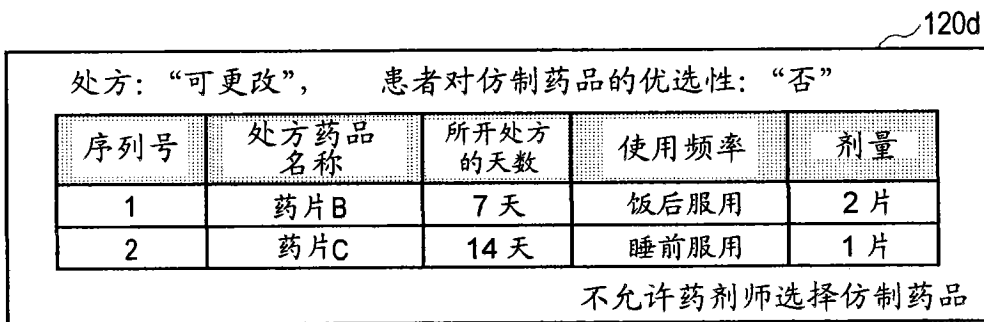 120d
处方：“可更改”， 患者对仿制药品的优选性：“否”
序列号 处方药品名称 所开处方的天数 使用频率 剂量
1 药片B 7天 饭后服用 2片
2 药片C 14天 睡前服用 1片
不允许药剂师选择仿制药品